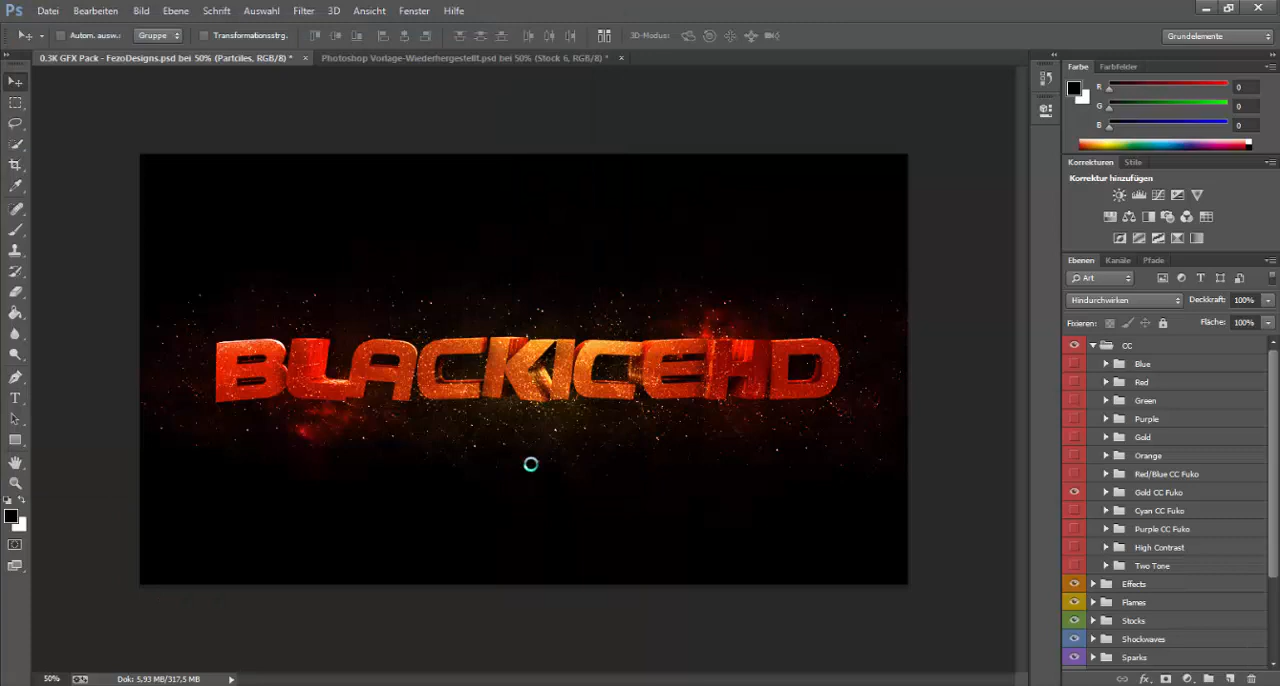 Ps Datei Bearbeiten Bild Ebene Schrift Auswahl Filter 3D Ansicht Fenster Hilfe
Autom. ausw.: Gruppe Transformationsstrg. 3D-Modus: Grundelemente
0.3K GFX Pack - FezoDesigns.psd bei 50% (Partciles, RGB/8) * × Photoshop Vorlage-Wiederhergestellt.psd bei 50% (Stock 6, RGB/8) * ×
Farbe Farbfelder
R 0
G 0
B 0
Korrekturen Stile
Korrektur hinzufügen
Ebenen Kanäle Pfade
Art
Hindurchwirken Deckkraft: 100%
Fixieren: Fläche: 100%
CC
Blue
Red
Green
Purple
Gold
Orange
Red/Blue CC Fuko
Gold CC Fuko
Cyan CC Fuko
Purple CC Fuko
High Contrast
Two Tone
Effects
Flames
Stocks
Shockwaves
Sparks
BLACKICEHD
50% Dok: 5,93 MB/317,5 MB